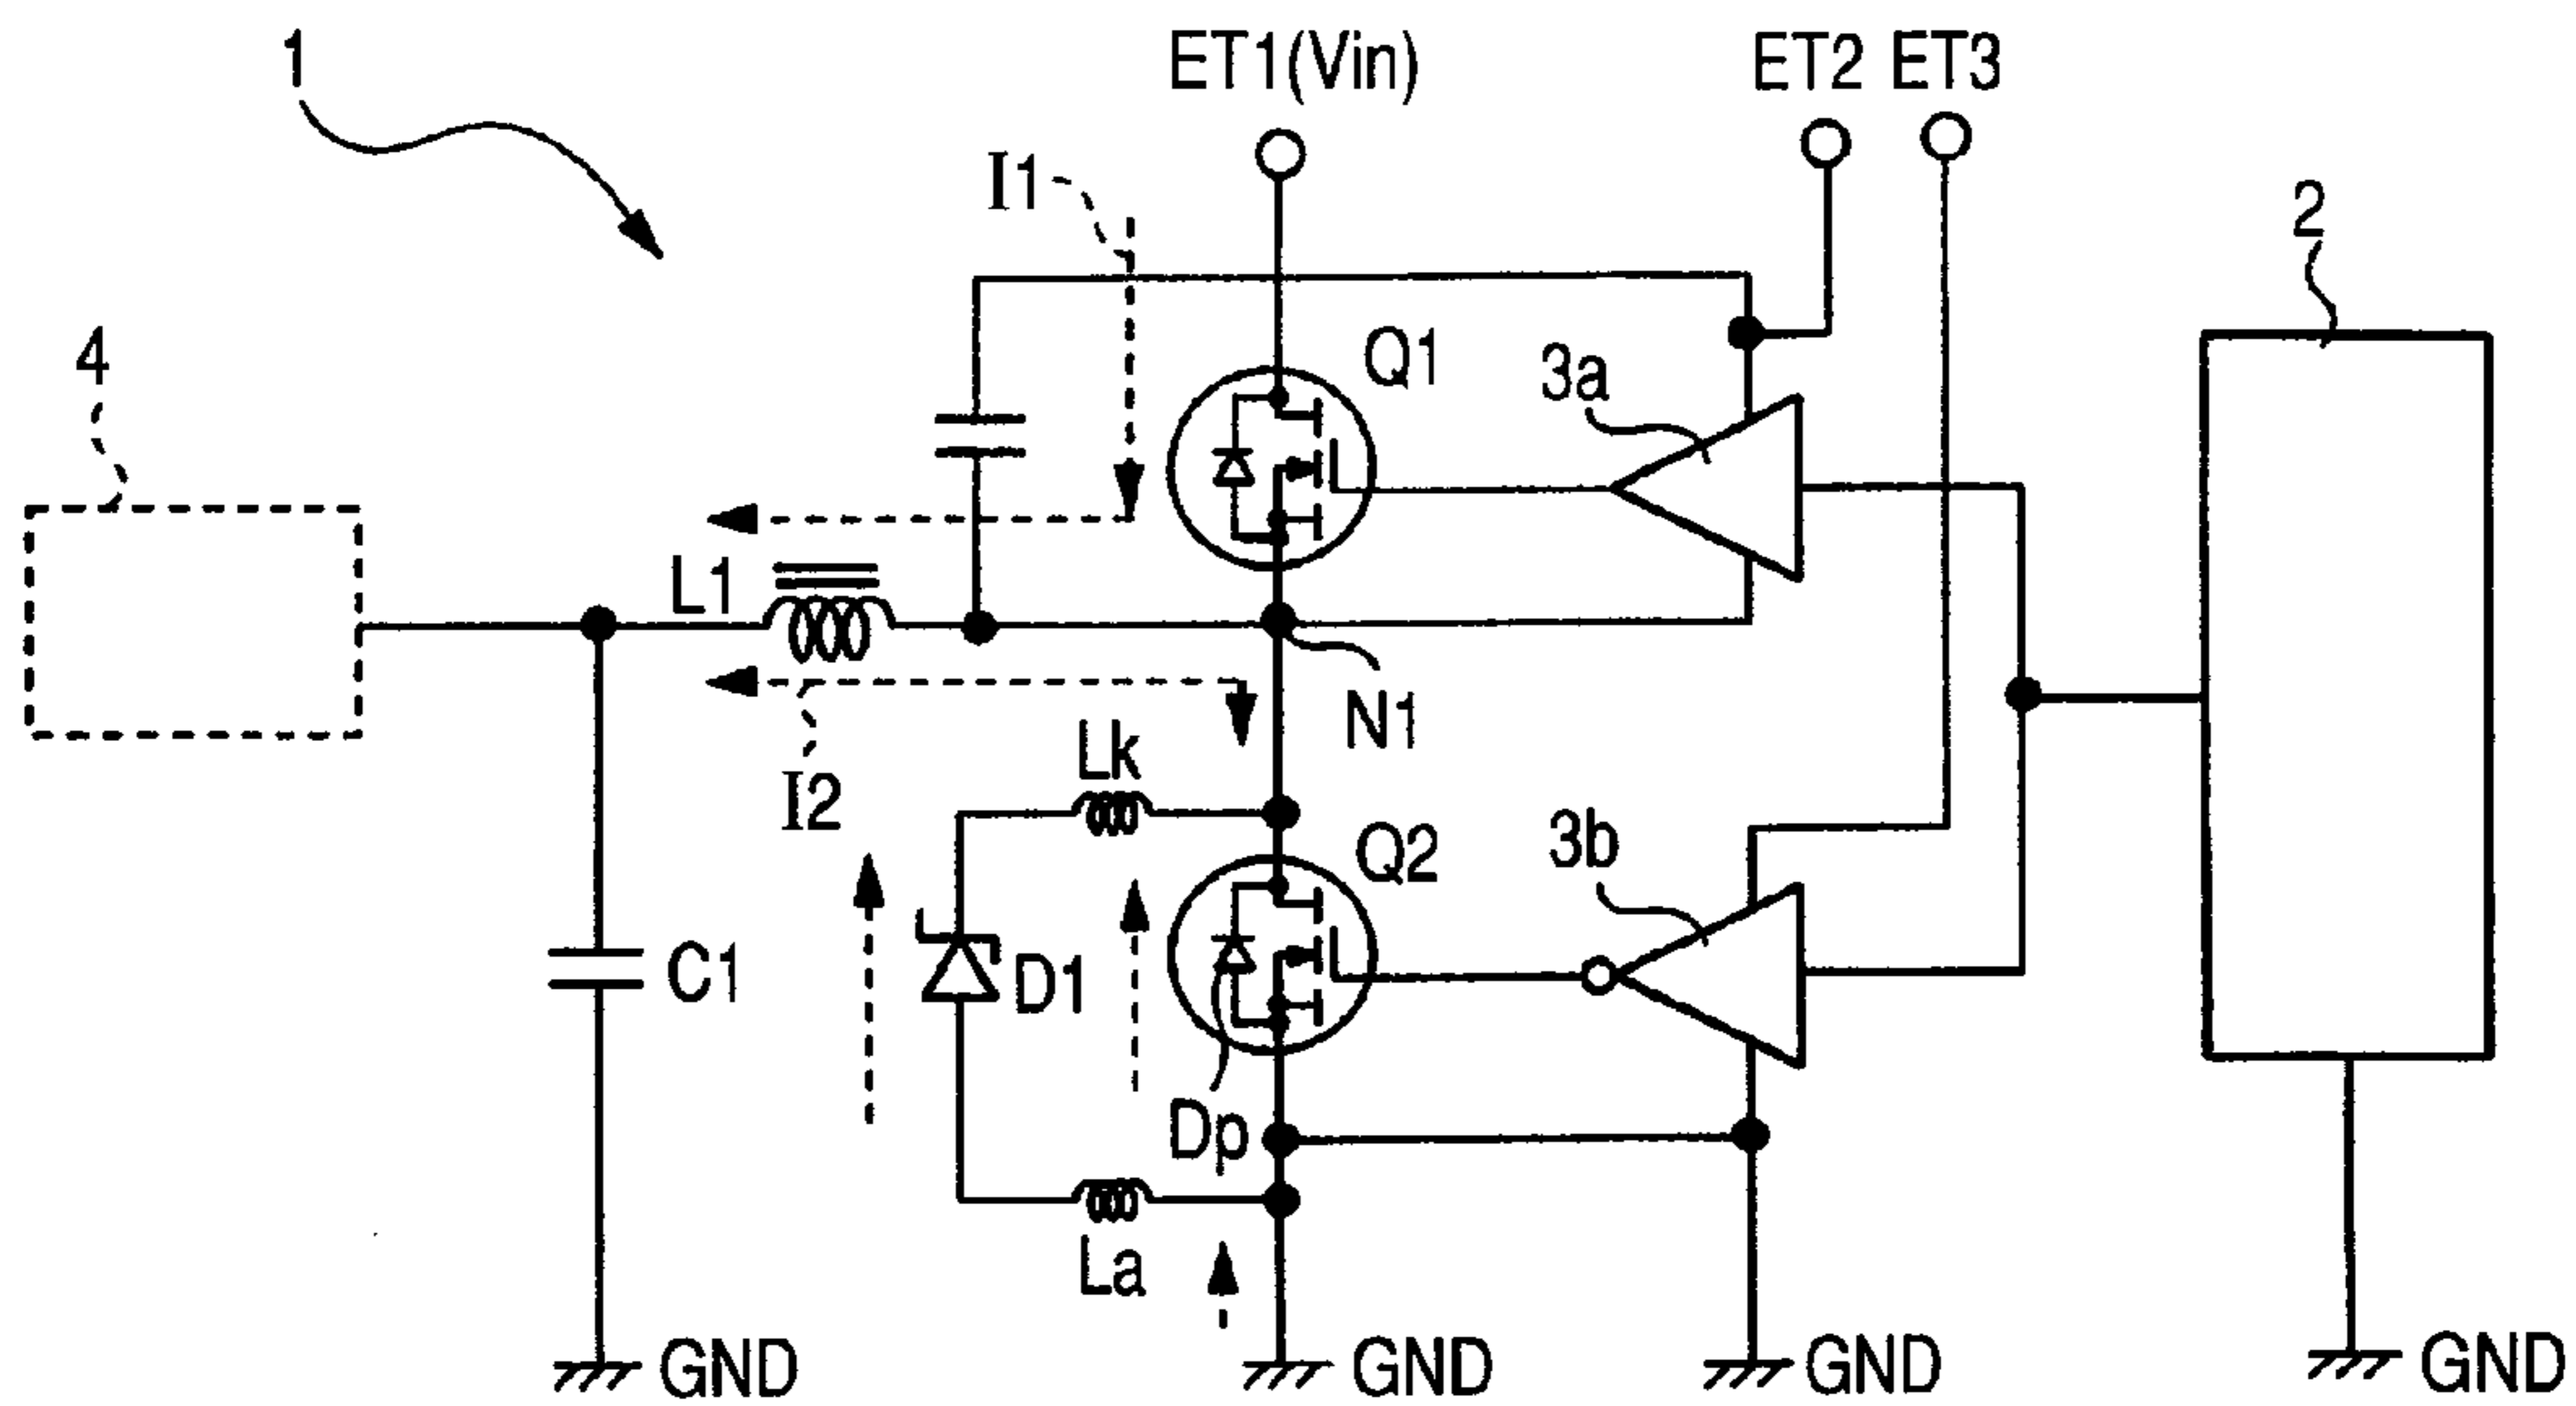 1
ET1(Vin)
ET2 ET3
I1
2
4
Q1
3a
L1
N1
Lk
I2
Q2
3b
C1
D1
Dp
La
GND
GND
GND
GND